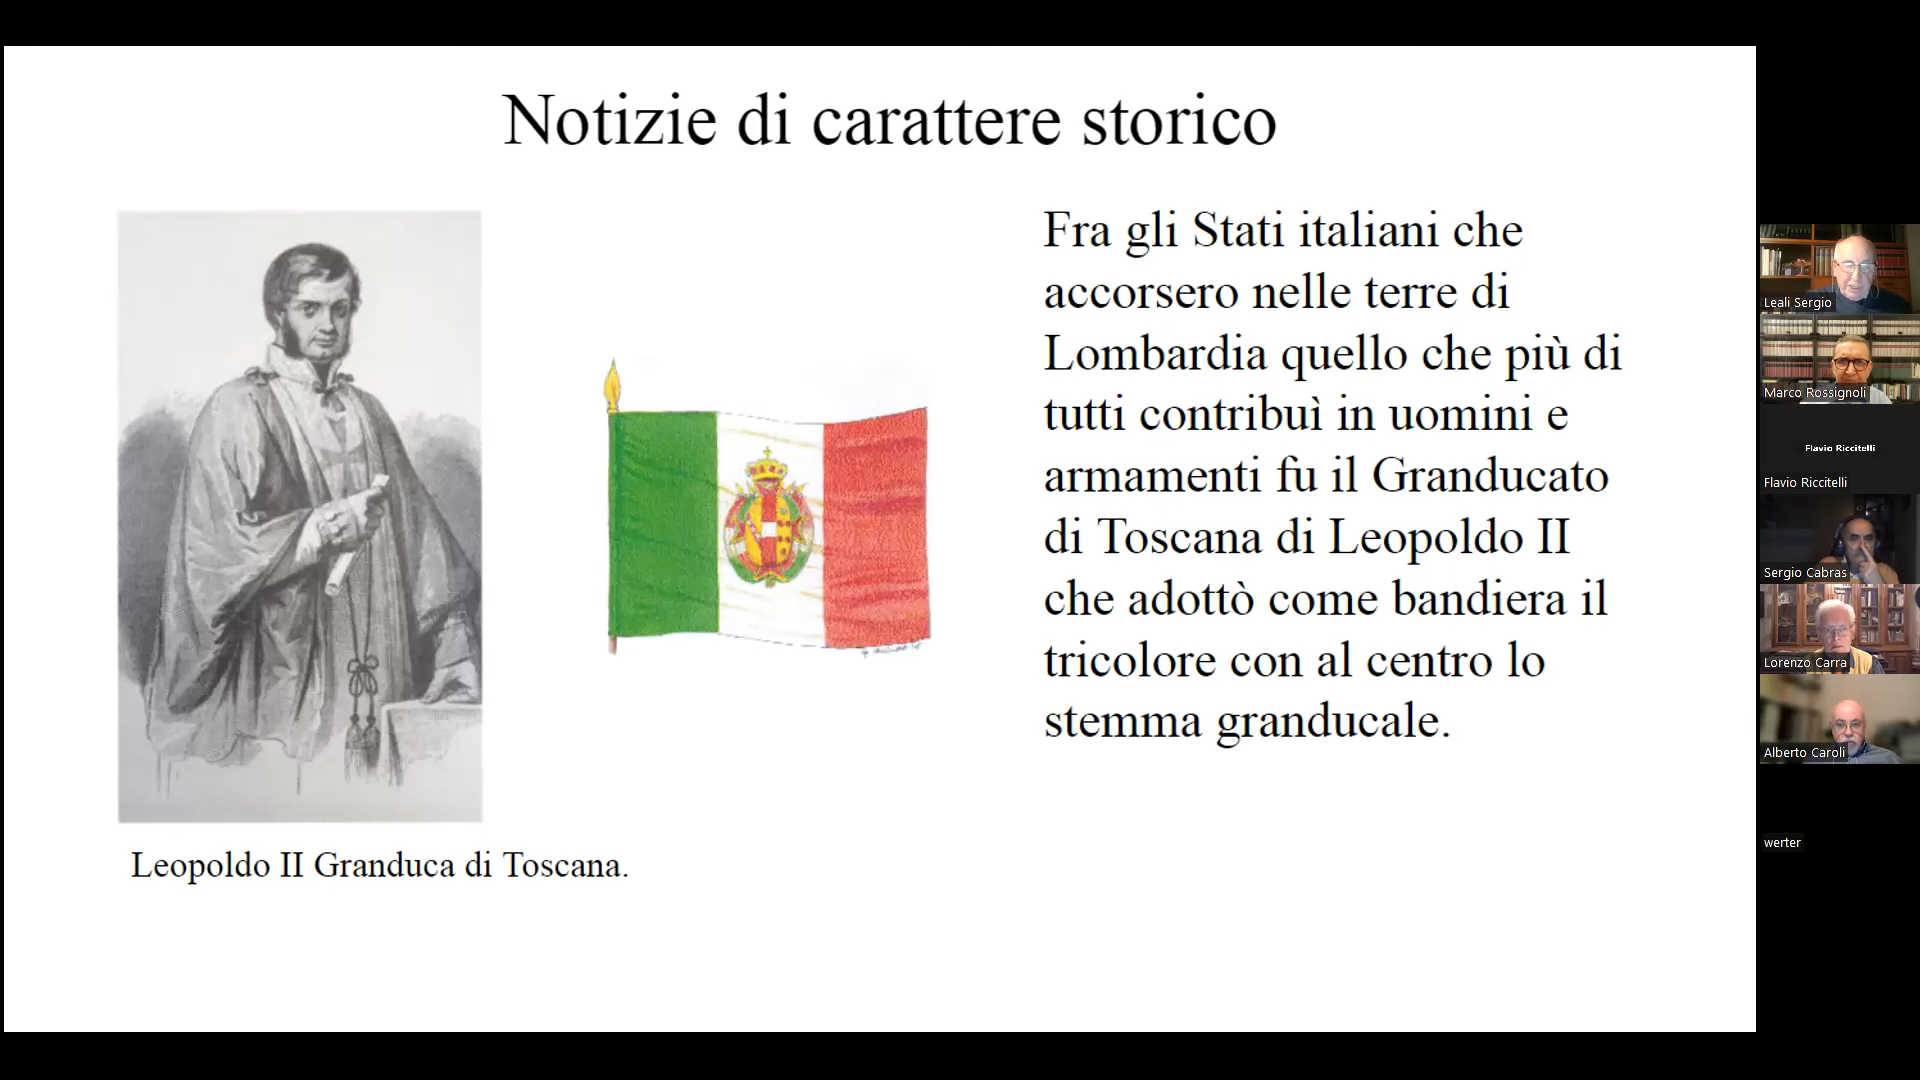 Notizie di carattere storico
Fra gli Stati italiani che
accorsero nelle terre di
Lombardia quello che più di
tutti contribuì in uomini e
armamenti fu il Granducato
di Toscana di Leopoldo II
che adottò come bandiera il
tricolore con al centro lo
stemma granducale.
Leopoldo II Granduca di Toscana.
Leali Sergio
Marco Rossignoli
Flavio Riccitelli
Flavio Riccitelli
Sergio Cabras
Lorenzo Carra
Alberto Caroli
werter